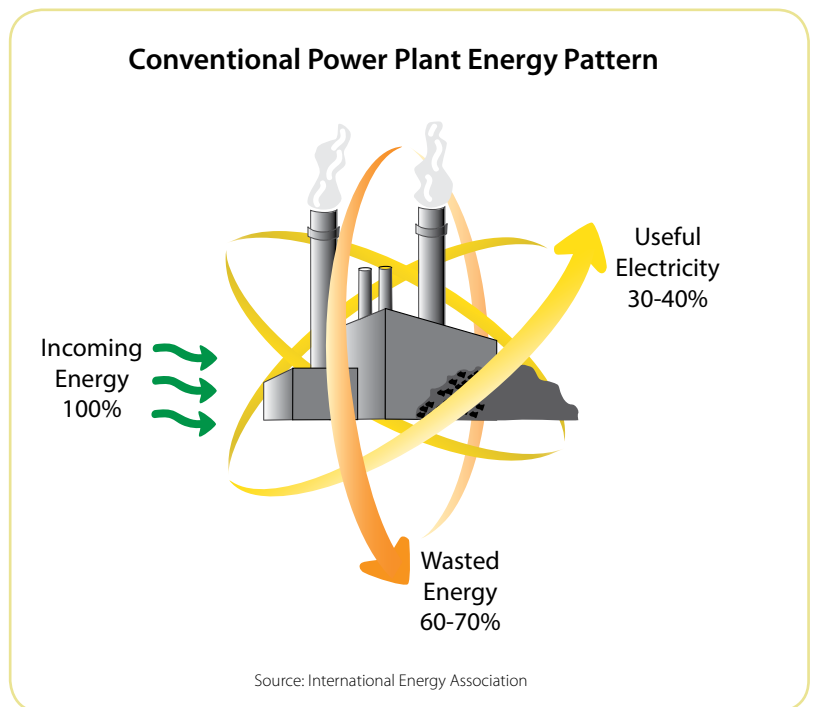 Conventional Power Plant Energy Pattern
Useful
Electricity
30-40%
Incoming
Energy
100%
Wasted
Energy
60-70%
Source: International Energy Association